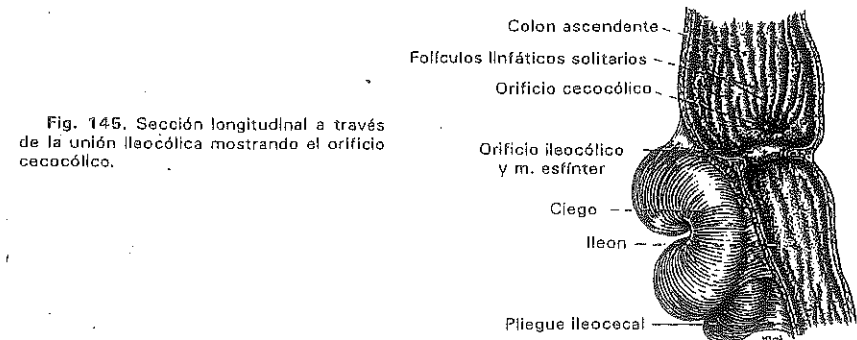 Colon ascendente
Folículos linfáticos solitarios
Orificio cecocólico
Fig. 145. Sección longitudinal a través
de la unión ileocólica mostrando el orificio
cecocólico.
Orificio ileocólico
y m. esfínter
Ciego
Ileon
Pliegue ileocecal